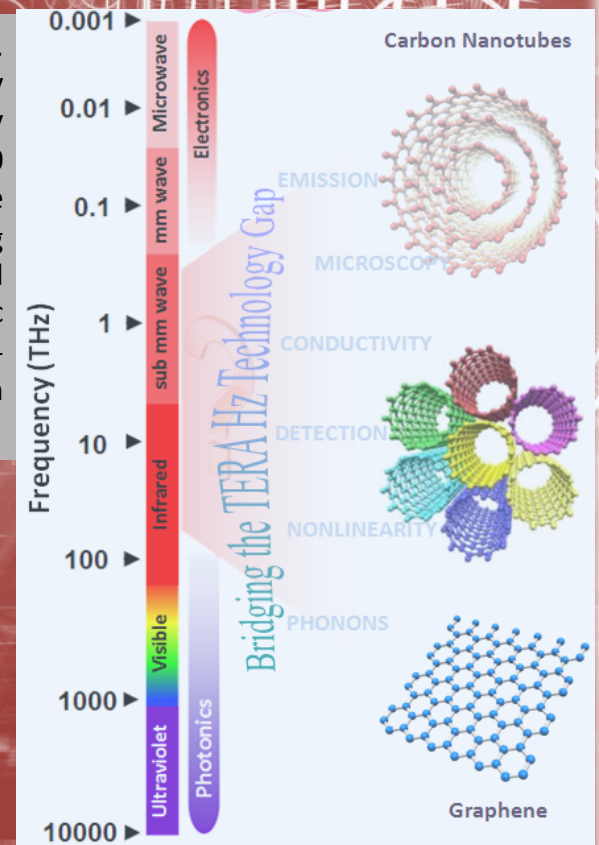 0.001
0.01
0.1
1
10
100
1000
10000
Frequency (THz)
Microwave
mm wave
sub mm wave
Infrared
Visible
Ultraviolet
Electronics
Photonics
Bridging the TERA Hz Technology Gap
EMISSION
MICROSCOPY
CONDUCTIVITY
DETECTION
NONLINEARITY
PHONONS
Carbon Nanotubes
Graphene